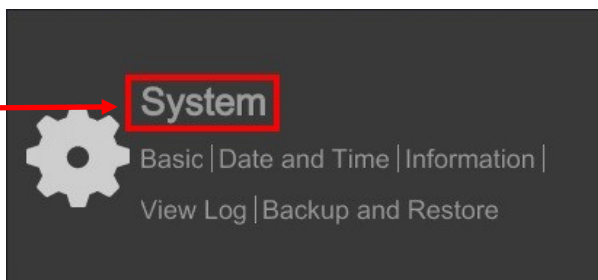 System
Basic | Date and Time | Information |
View Log | Backup and Restore